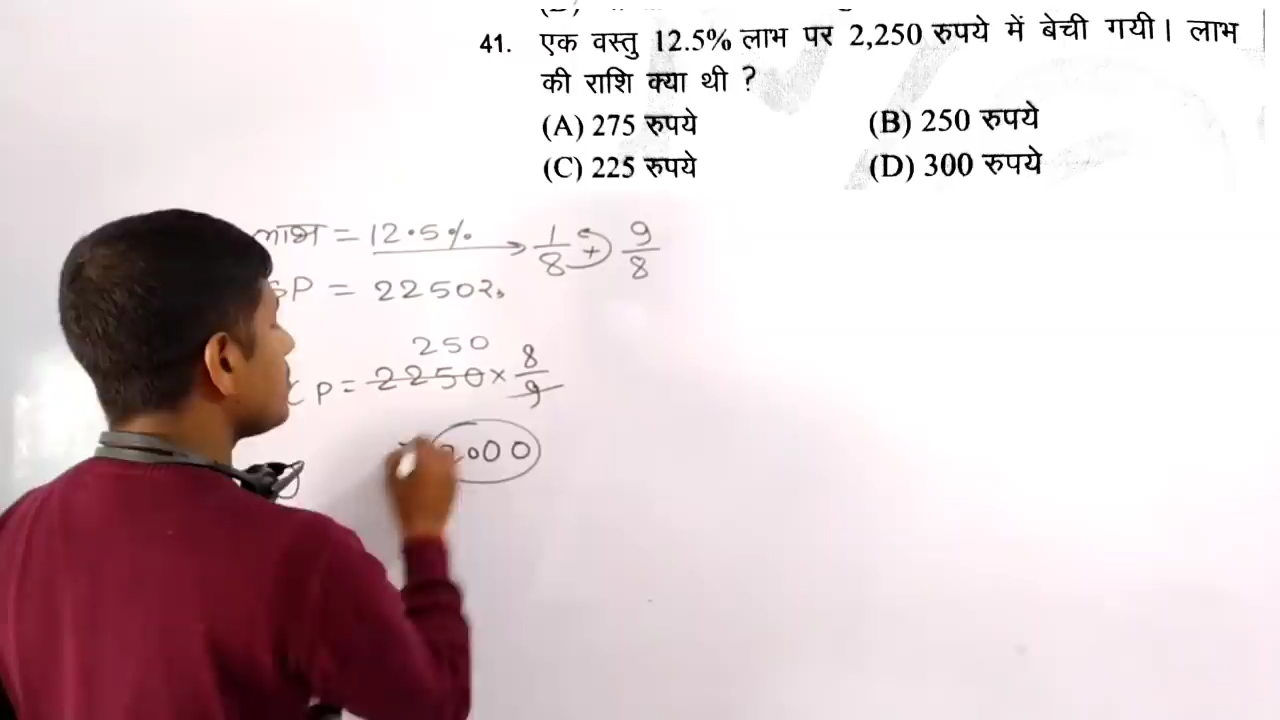 41. एक वस्तु 12.5% लाभ पर 2,250 रुपये में बेची गयी। लाभ
की राशि क्या थी ?
(A) 275 रुपये (B) 250 रुपये
(C) 225 रुपये (D) 300 रुपये
लाभ = 12.5% → 1/8 + 9/8
SP = 2250रु
250
CP = 2250 × 8/9
2000